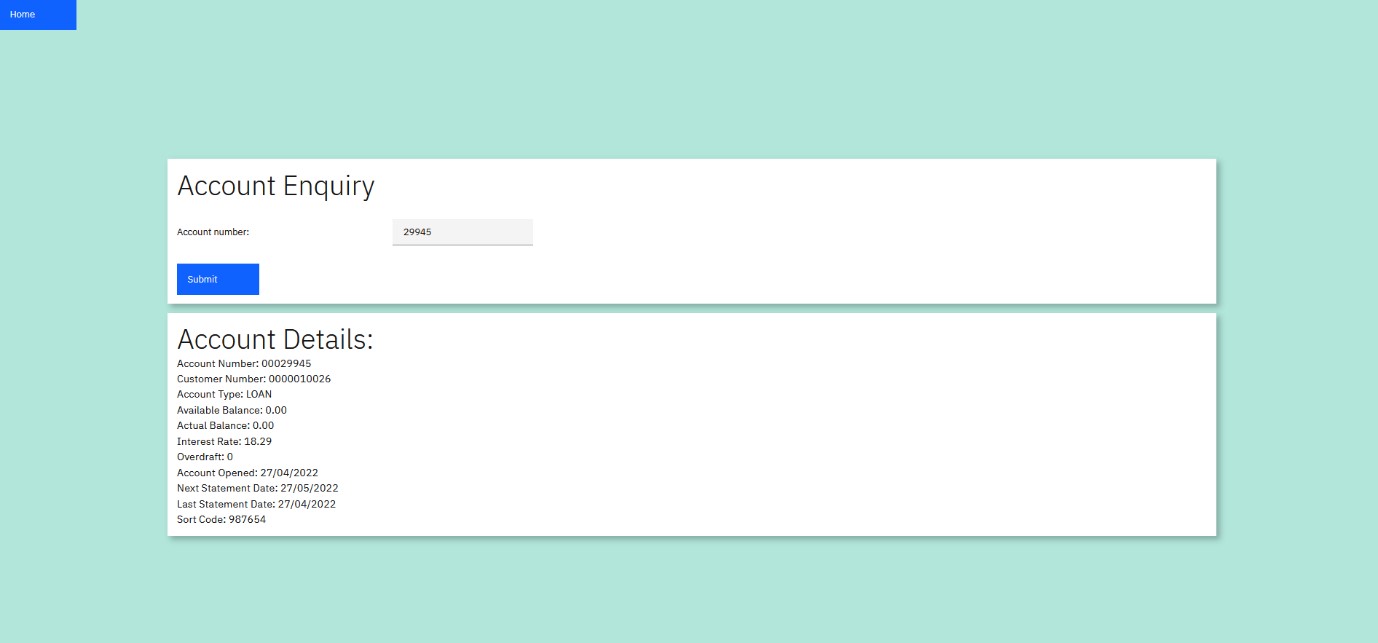 Home
Account Enquiry
Account number: 29945
Submit
Account Details:
Account Number: 00029945
Customer Number: 0000010026
Account Type: LOAN
Available Balance: 0.00
Actual Balance: 0.00
Interest Rate: 18.29
Overdraft: 0
Account Opened: 27/04/2022
Next Statement Date: 27/05/2022
Last Statement Date: 27/04/2022
Sort Code: 987654